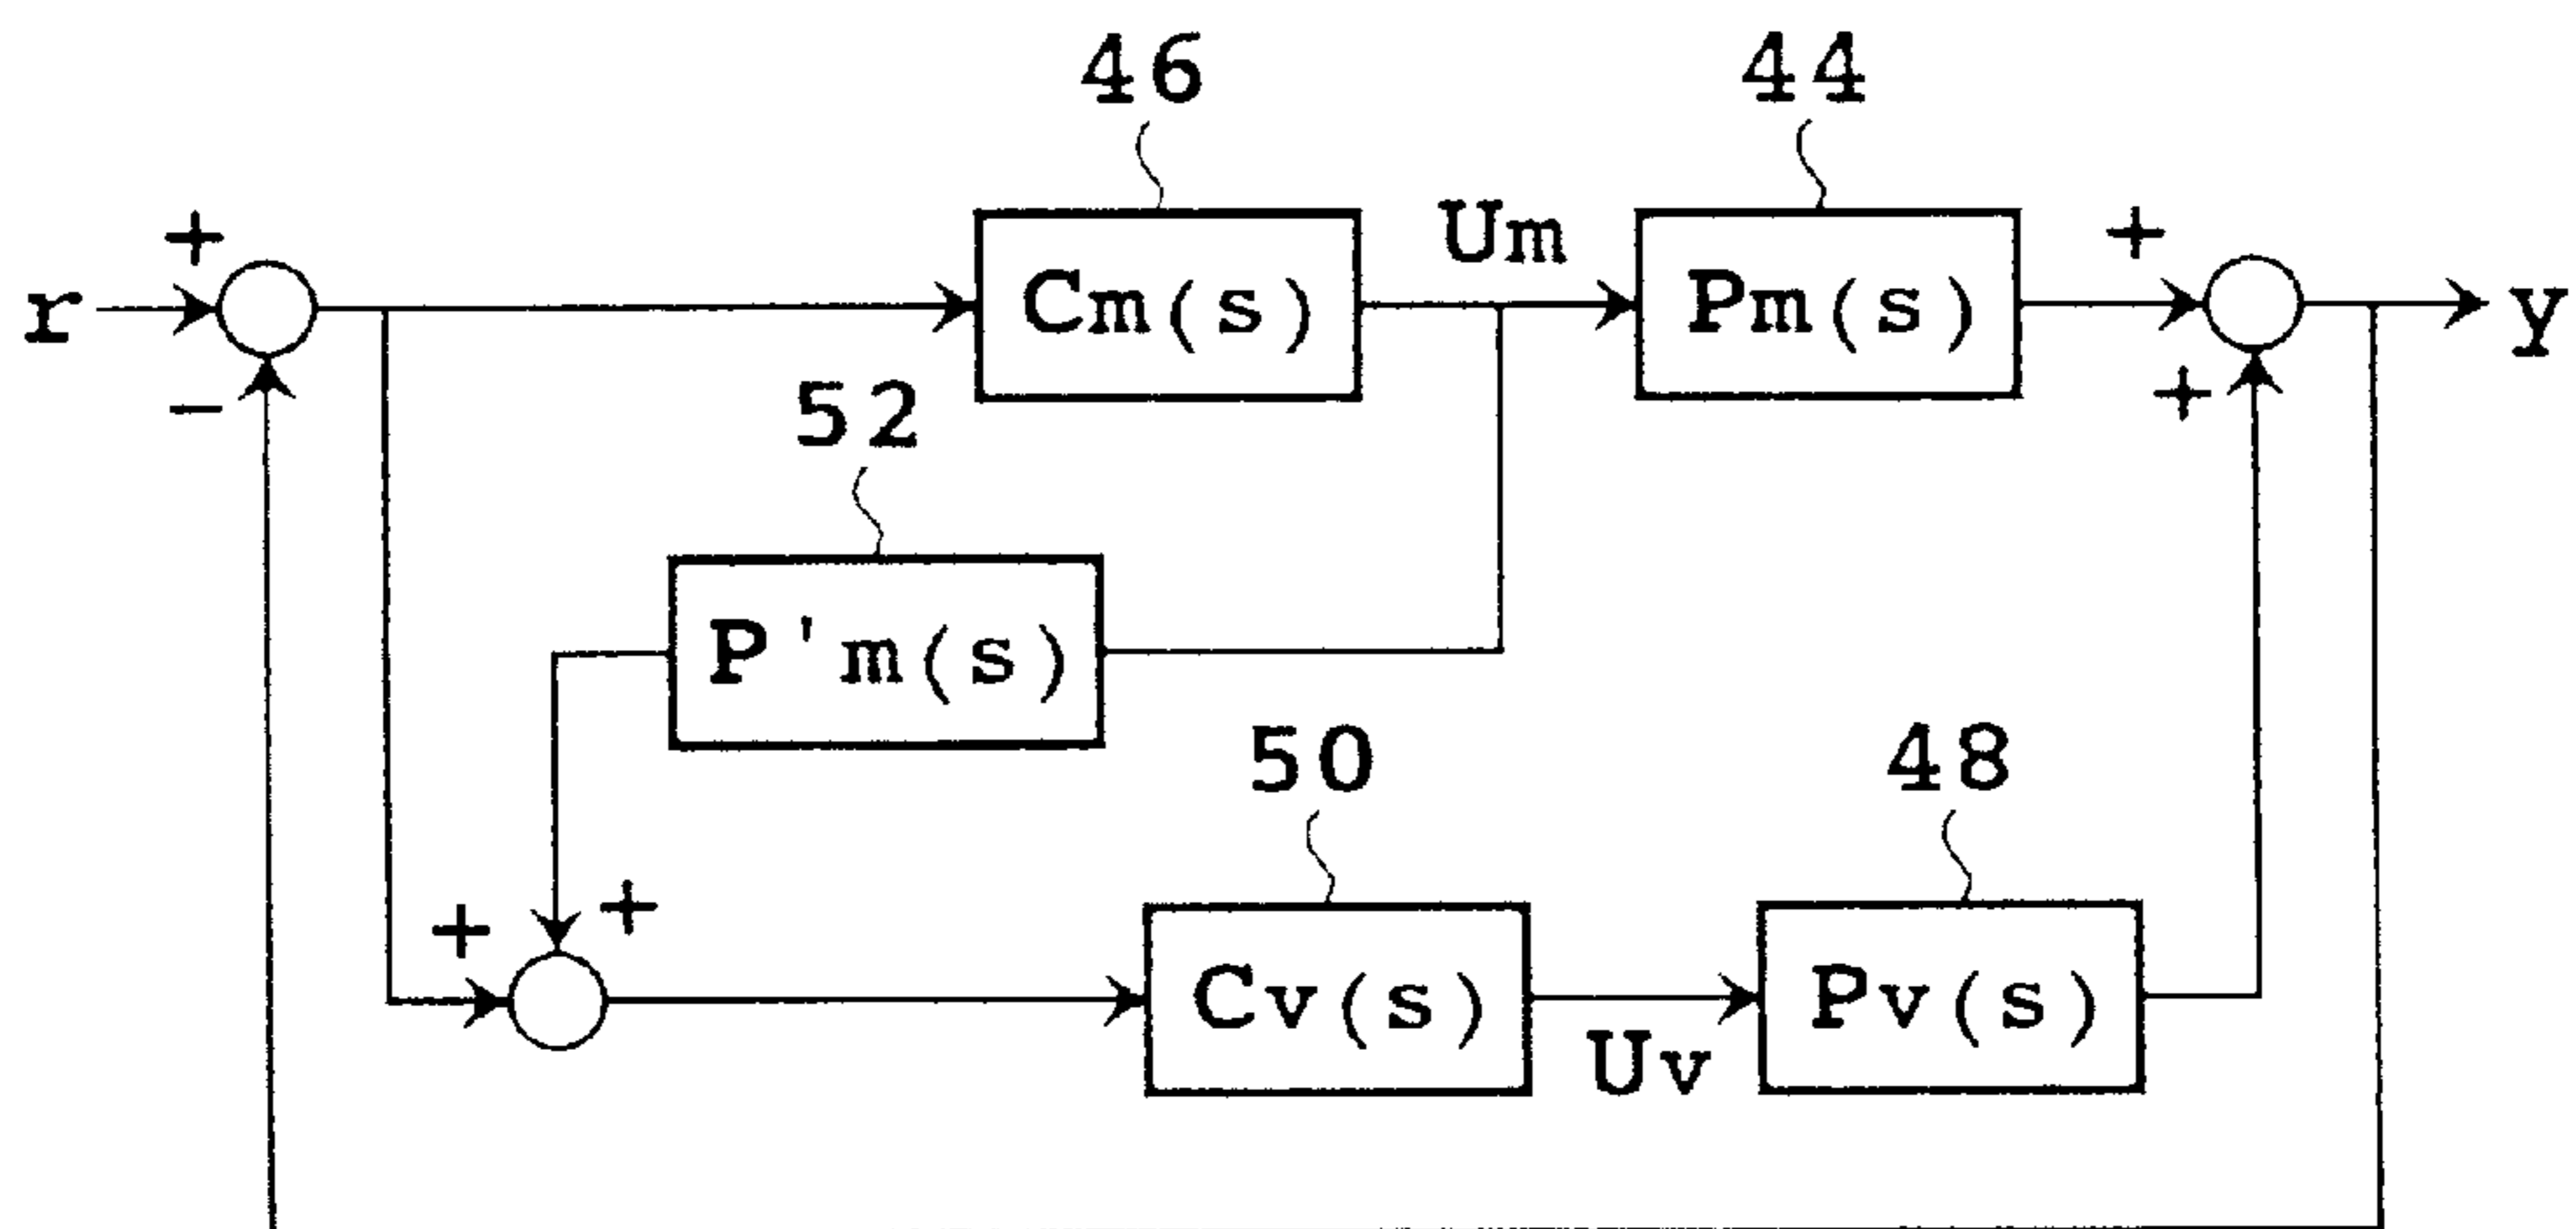 46 44
+ Um +
r Cm(s) Pm(s) y
− 52 +
P'm(s)
50 48
+ +
Cv(s) Pv(s)
Uv